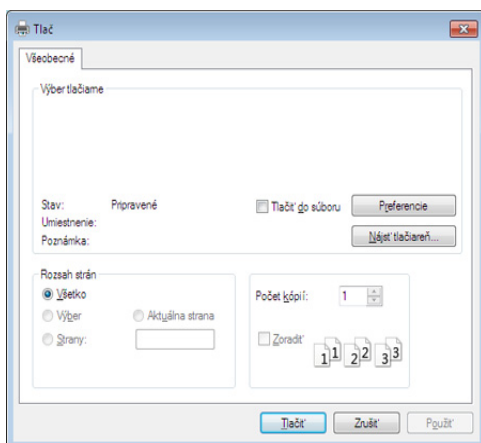 Tlač
Všeobecné
Výber tlačiarne
Stav: Pripravené
Umiestnenie:
Poznámka:
Tlačiť do súboru
Preferencie
Nájsť tlačiareň...
Rozsah strán
Všetko
Výber
Aktuálna strana
Strany:
Počet kópií: 1
Zoradiť
1 1 2 2 3 3
Tlačiť
Zrušiť
Použiť